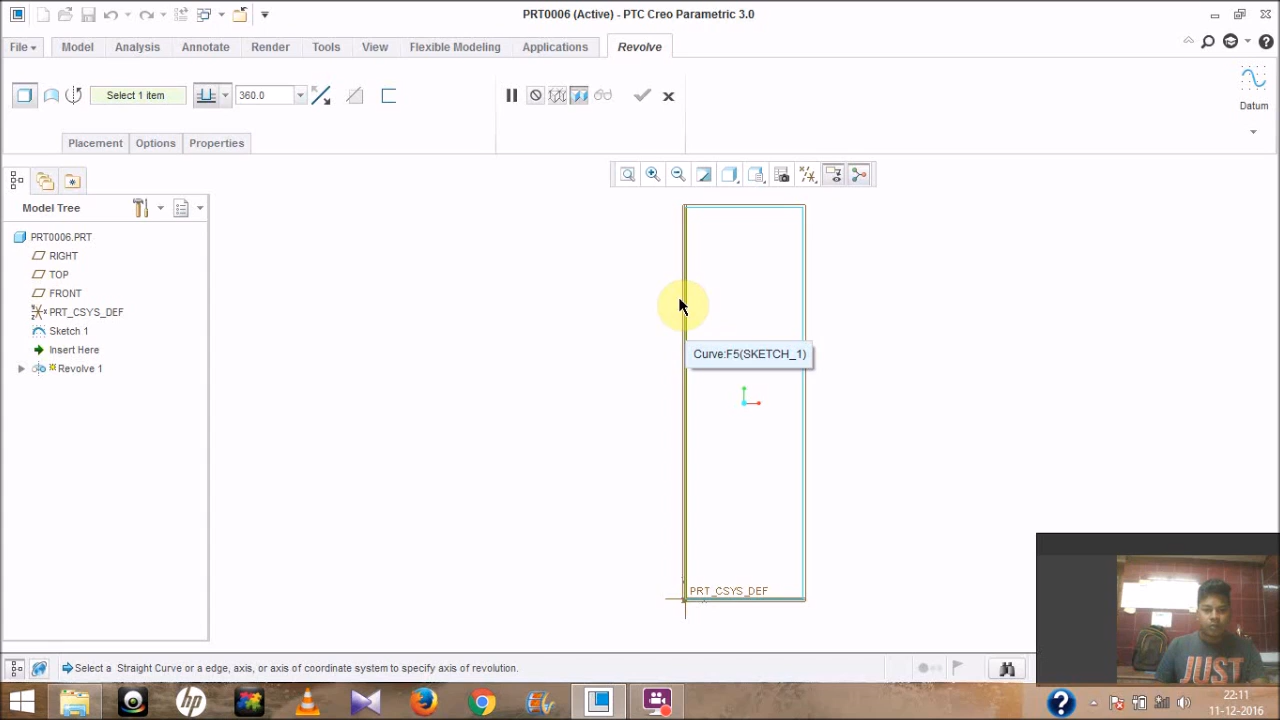 PRT0006 (Active) - PTC Creo Parametric 3.0
File
Model
Analysis
Annotate
Render
Tools
View
Flexible Modeling
Applications
Revolve
Select 1 item
360.0
Datum
Placement
Options
Properties
Model Tree
PRT0006.PRT
RIGHT
TOP
FRONT
PRT_CSYS_DEF
Sketch 1
Insert Here
Revolve 1
Curve:F5(SKETCH_1)
PRT_CSYS_DEF
JUST
Select a Straight Curve or a edge, axis, or axis of coordinate system to specify axis of revolution.
hp
22:11
11-12-2016